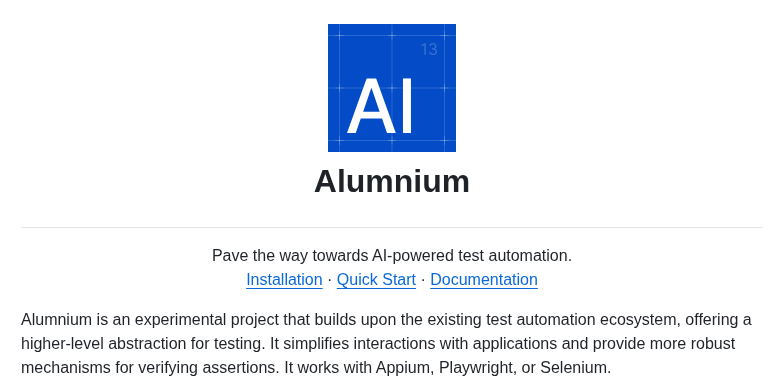 13
Al
Alumnium
Pave the way towards AI-powered test automation.
Installation · Quick Start · Documentation
Alumnium is an experimental project that builds upon the existing test automation ecosystem, offering a
higher-level abstraction for testing. It simplifies interactions with applications and provide more robust
mechanisms for verifying assertions. It works with Appium, Playwright, or Selenium.